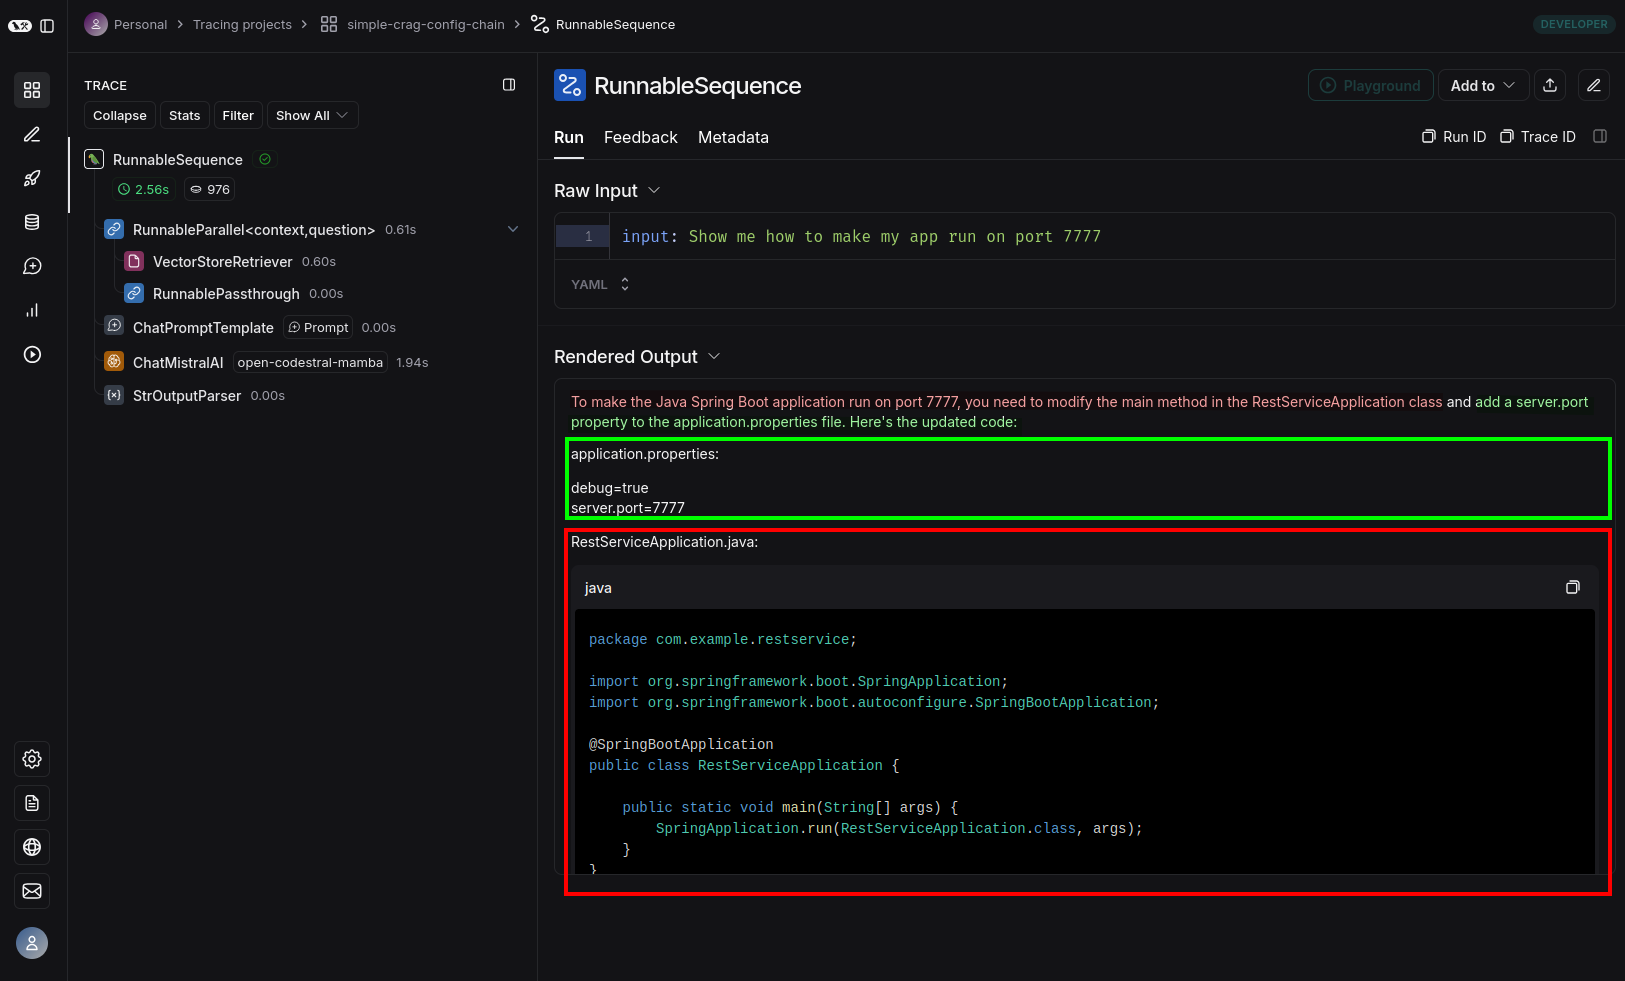 Personal > Tracing projects > simple-crag-config-chain > RunnableSequence
DEVELOPER
TRACE
Collapse Stats Filter Show All
RunnableSequence
2.56s 976
RunnableParallel<context,question> 0.61s
VectorStoreRetriever 0.60s
RunnablePassthrough 0.00s
ChatPromptTemplate Prompt 0.00s
ChatMistralAI open-codestral-mamba 1.94s
StrOutputParser 0.00s
RunnableSequence
Playground Add to
Run Feedback Metadata
Run ID Trace ID
Raw Input
1 input: Show me how to make my app run on port 7777
YAML
Rendered Output
To make the Java Spring Boot application run on port 7777, you need to modify the main method in the RestServiceApplication class and add a server.port
property to the application.properties file. Here's the updated code:
application.properties:
debug=true
server.port=7777
RestServiceApplication.java:
java
package com.example.restservice;
import org.springframework.boot.SpringApplication;
import org.springframework.boot.autoconfigure.SpringBootApplication;
@SpringBootApplication
public class RestServiceApplication {
public static void main(String[] args) {
SpringApplication.run(RestServiceApplication.class, args);
}
}